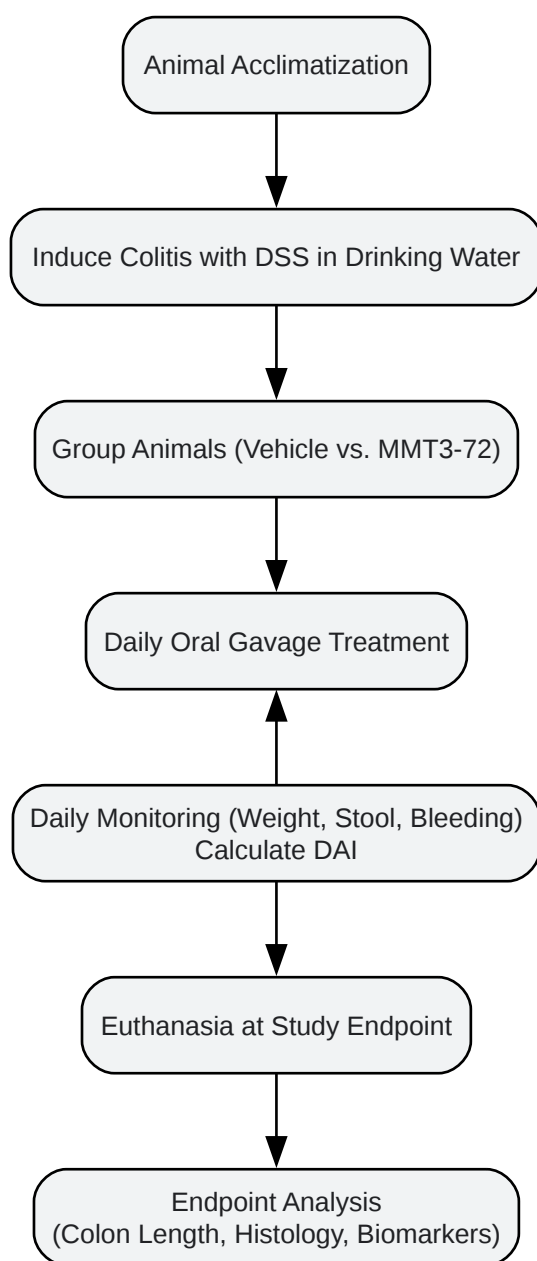 Animal Acclimatization
Induce Colitis with DSS in Drinking Water
Group Animals (Vehicle vs. MMT3-72)
Daily Oral Gavage Treatment
Daily Monitoring (Weight, Stool, Bleeding)
Calculate DAI
Euthanasia at Study Endpoint
Endpoint Analysis
(Colon Length, Histology, Biomarkers)